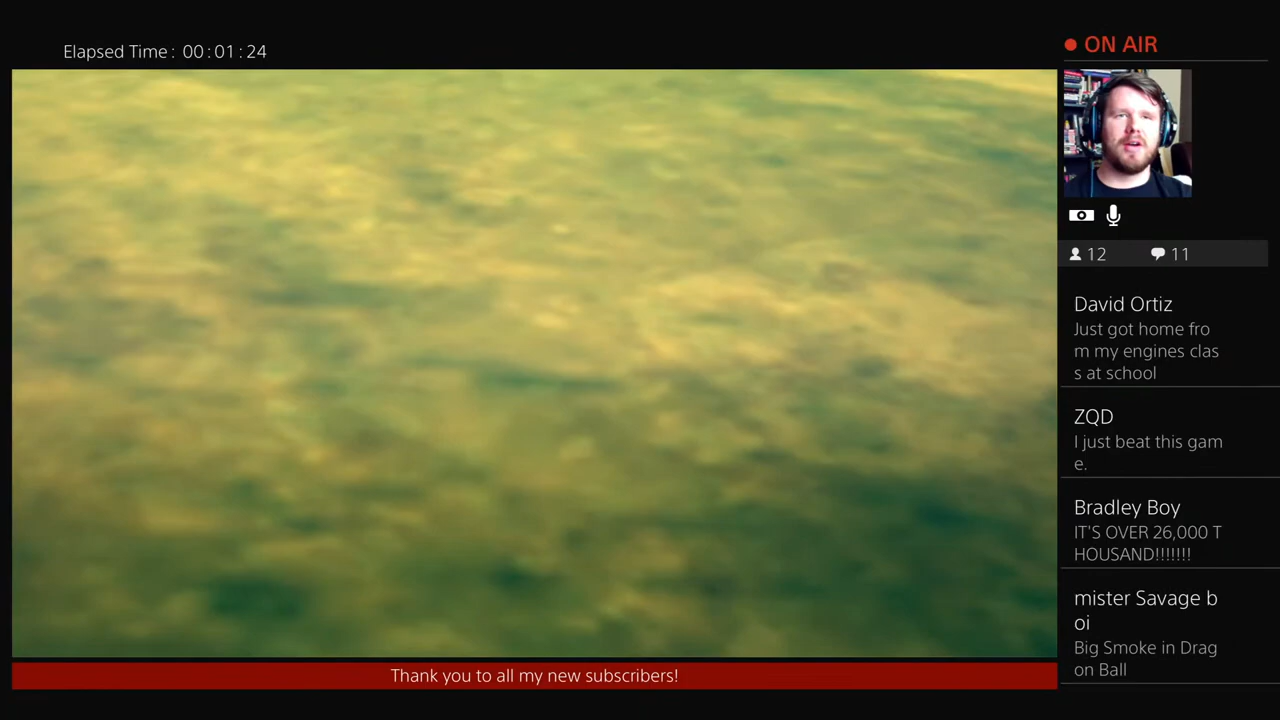 Elapsed Time: 00:01:24
ON AIR
12 11
David Ortiz
Just got home fro
m my engines clas
s at school
ZQD
I just beat this gam
e.
Bradley Boy
IT'S OVER 26,000 T
HOUSAND!!!!!!!
mister Savage b
oi
Big Smoke in Drag
on Ball
Thank you to all my new subscribers!